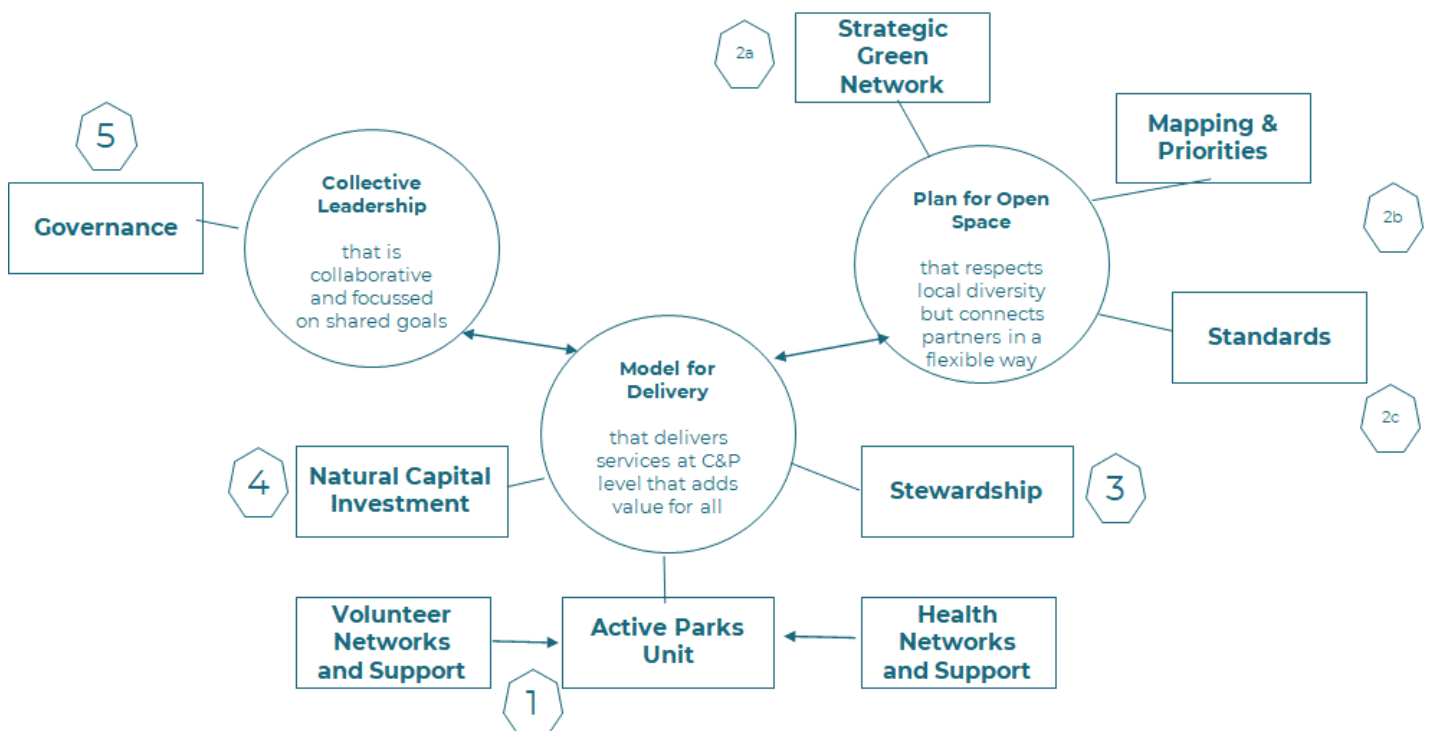 2a
Strategic
Green
Network
Mapping &
Priorities
2b
Standards
2c
5
Governance
Collective
Leadership
that is
collaborative
and focussed
on shared goals
Plan for Open
Space
that respects
local diversity
but connects
partners in a
flexible way
Model for
Delivery
that delivers
services at C&P
level that adds
value for all
4
Natural Capital
Investment
Stewardship
3
Volunteer
Networks
and Support
1
Active Parks
Unit
Health
Networks
and Support